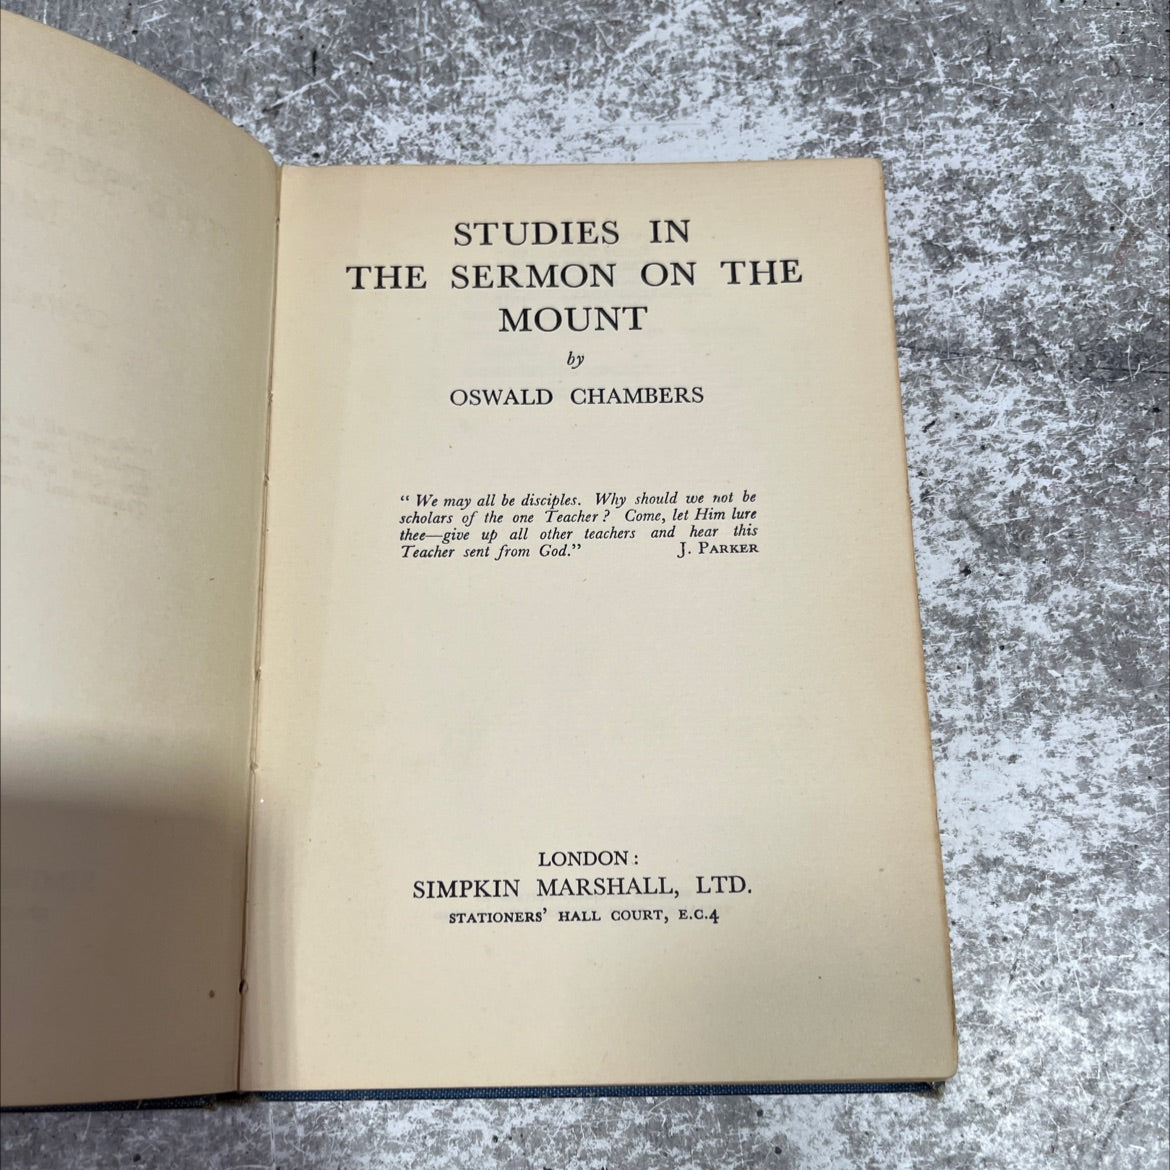 STUDIES IN
THE SERMON ON THE
MOUNT
by
OSWALD CHAMBERS
“ We may all be disciples. Why should we not be
scholars of the one Teacher ? Come, let Him lure
thee—give up all other teachers and hear this
Teacher sent from God.” J. PARKER
LONDON :
SIMPKIN MARSHALL, LTD.
STATIONERS’ HALL COURT, E.C.4